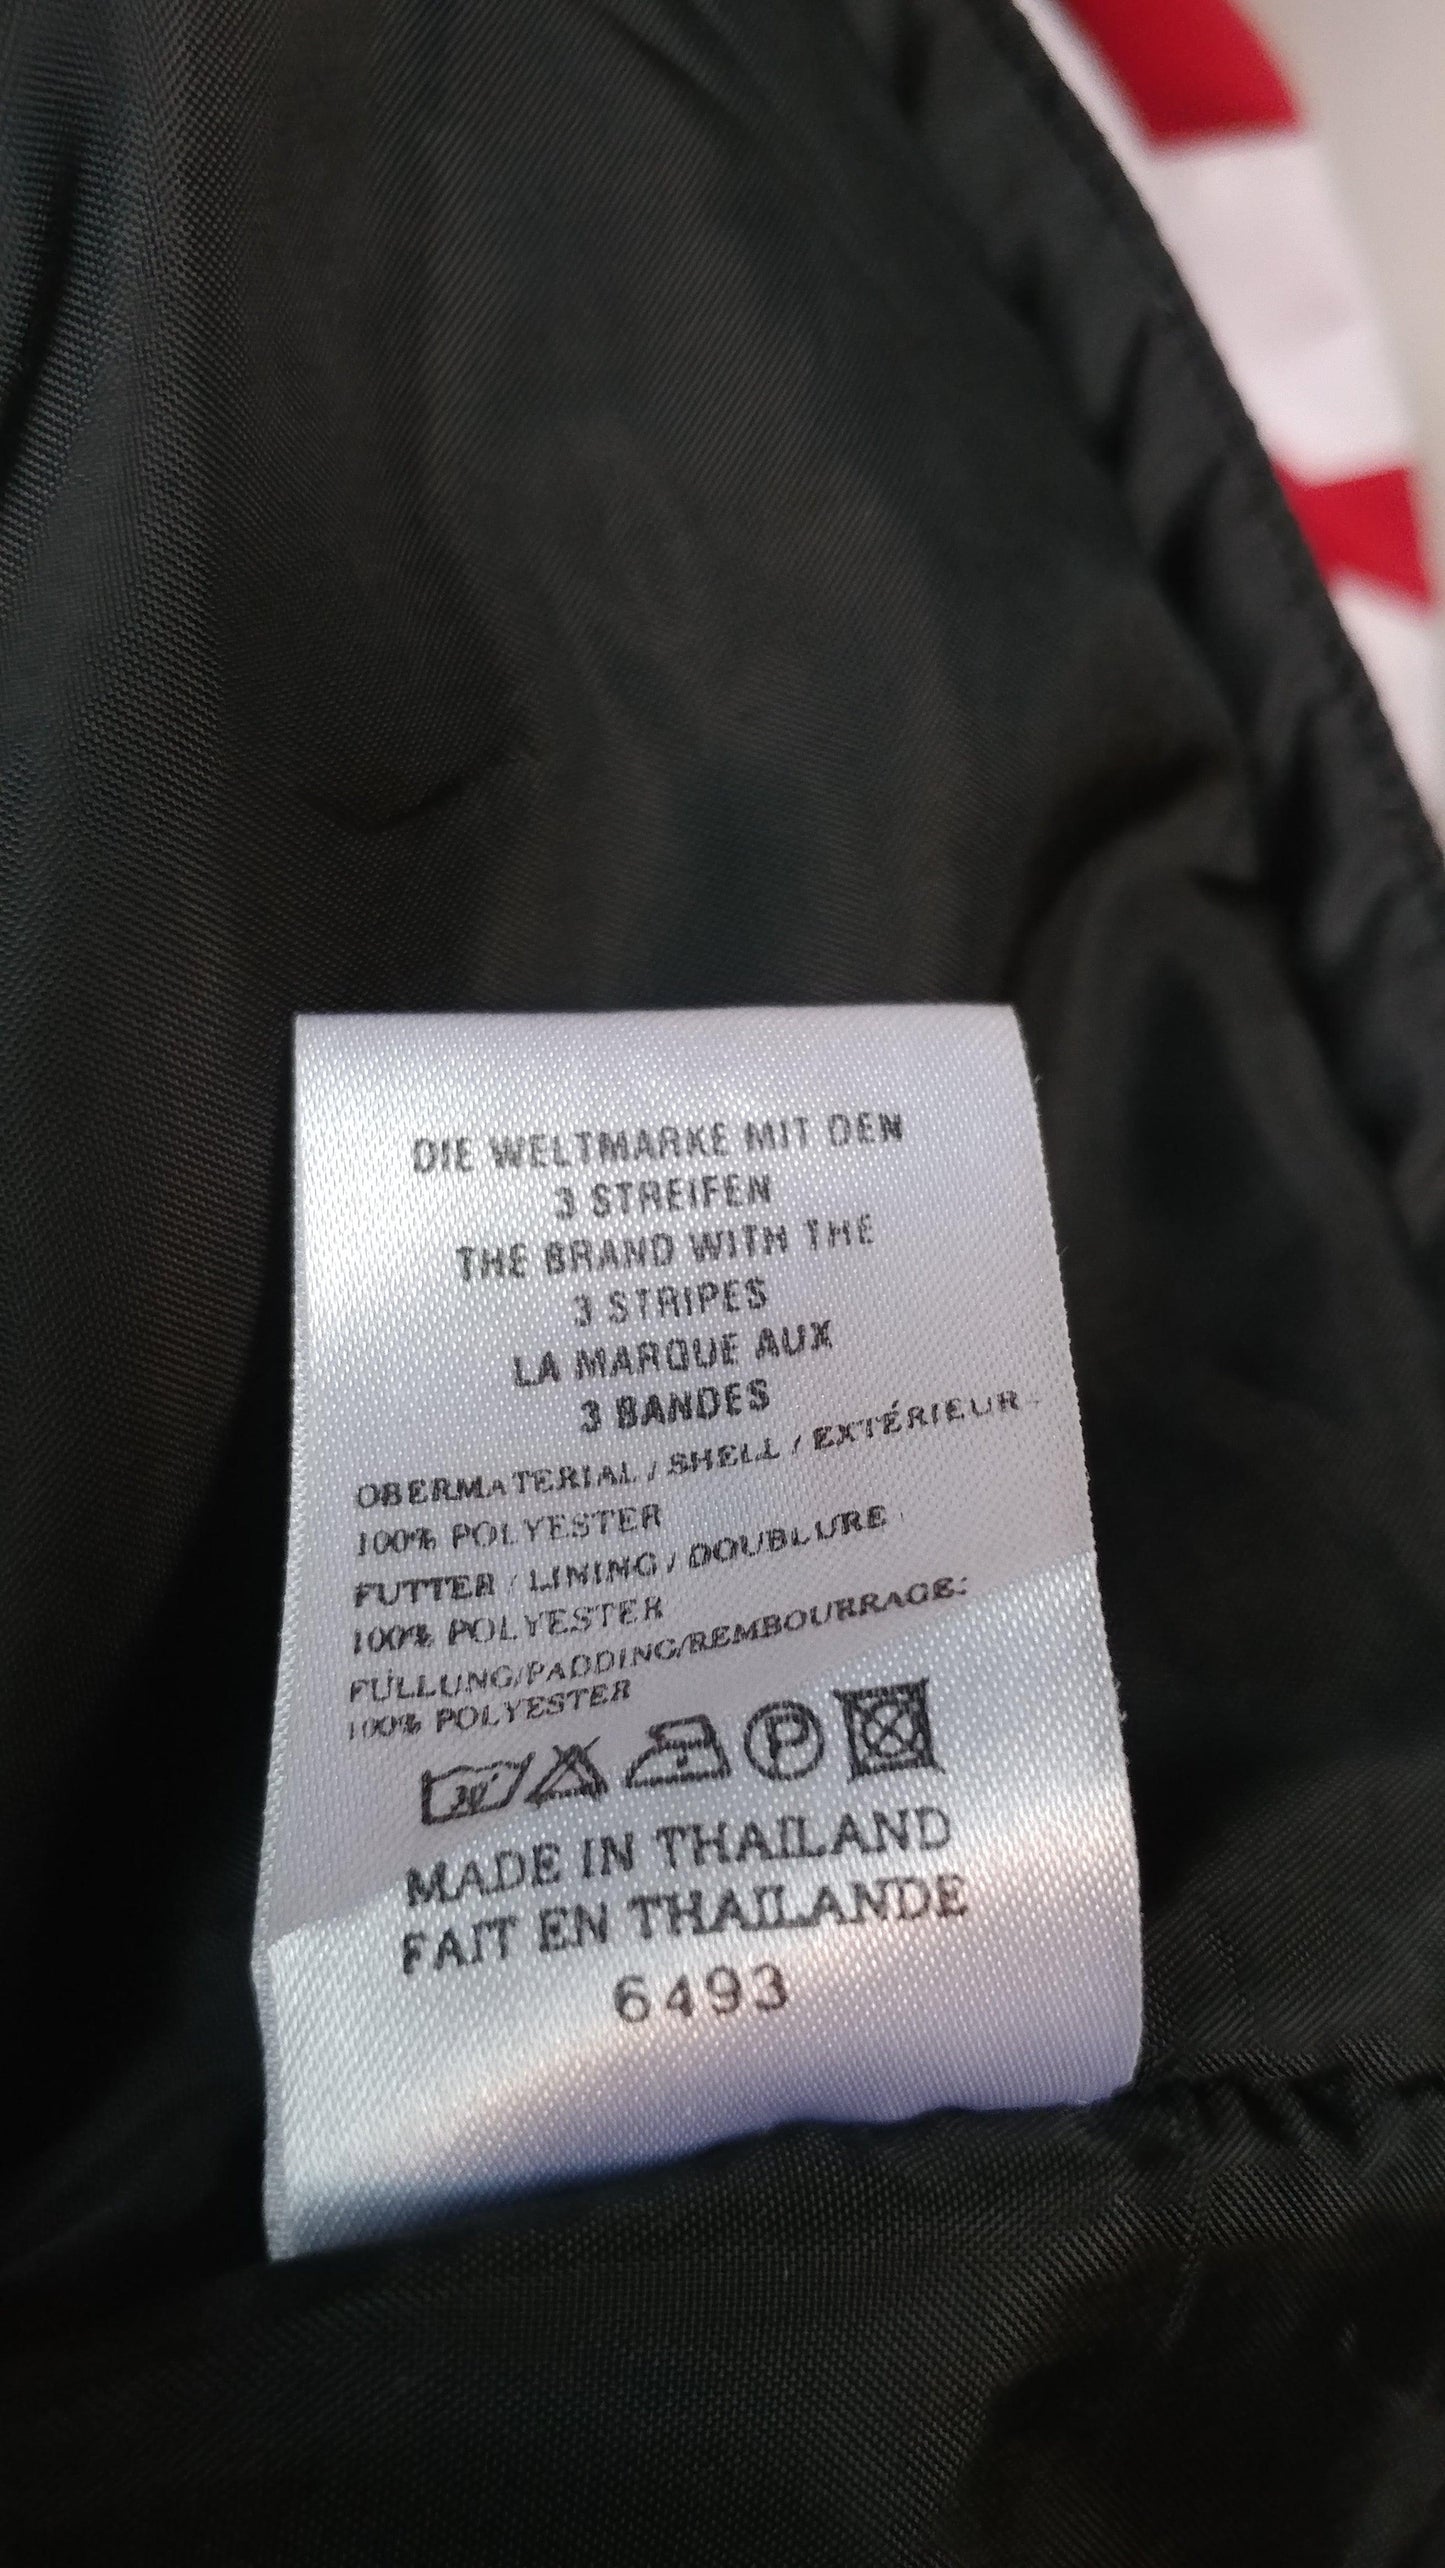 DIE WELTMARKE MIT DEN
3 STREIFEN
THE BRAND WITH THE
3 STRIPES
LA MARQUE AUX
3 BANDES
OBERMATERIAL / SHELL / EXTÉRIEUR
100% POLYESTER
FUTTER / LINING / DOUBLURE
100% POLYESTER
FÜLLUNG/PADDING/REMBOURRAGE:
100% POLYESTER
30° P
MADE IN THAILAND
FAIT EN THAILANDE
6493